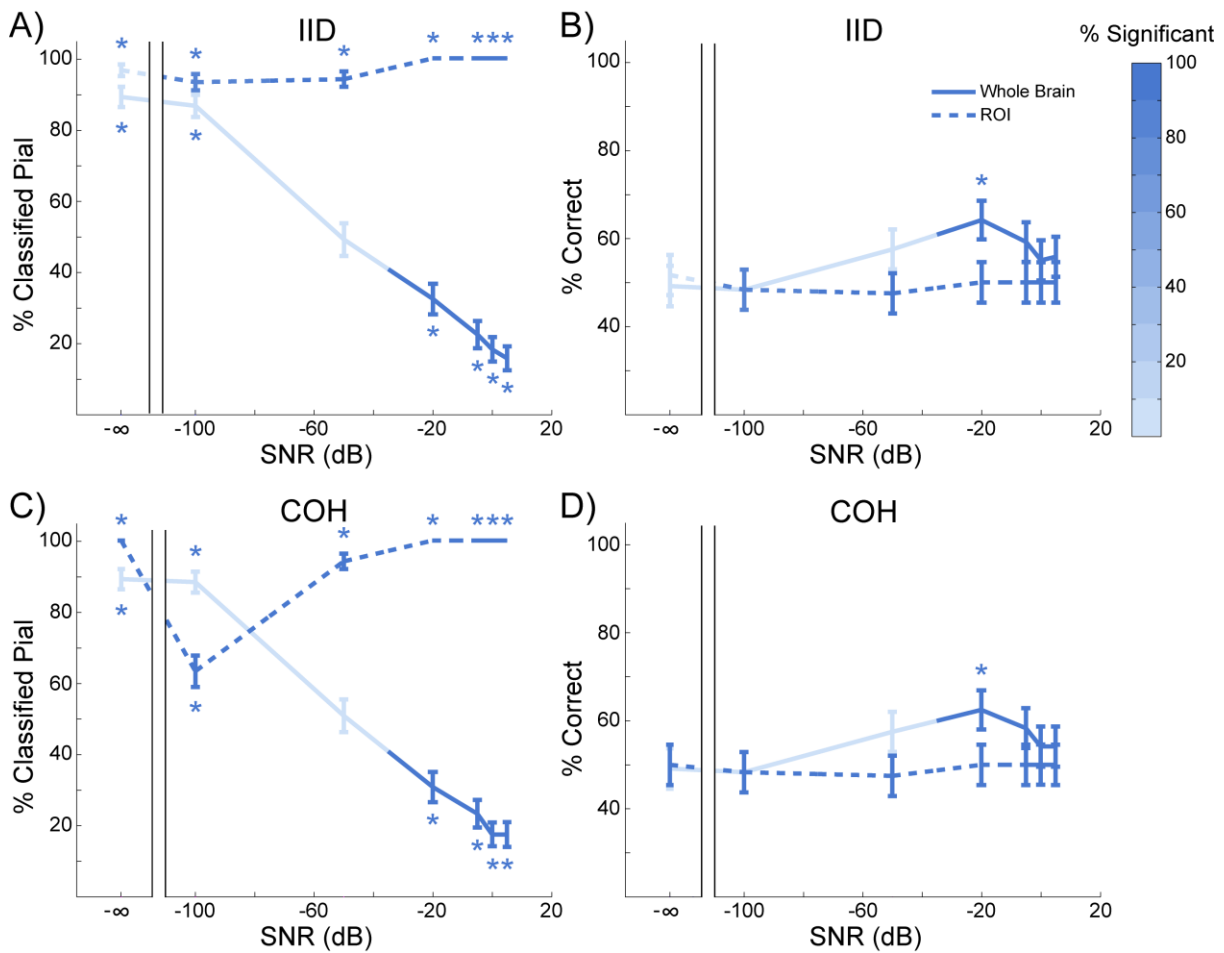 A)
IID
% Classified Pial
100
80
60
40
20
* * * * * * *
* * * * * *
-∞
-100
-60
-20
20
SNR (dB)
B)
IID
% Correct
100
80
60
40
*
Whole Brain
ROI
-∞
-100
-60
-20
20
SNR (dB)
% Significant
100
80
60
40
20
C)
COH
% Classified Pial
100
80
60
40
20
* * * * * * *
* * * * * *
-∞
-100
-60
-20
20
SNR (dB)
D)
COH
% Correct
100
80
60
40
*
-∞
-100
-60
-20
20
SNR (dB)